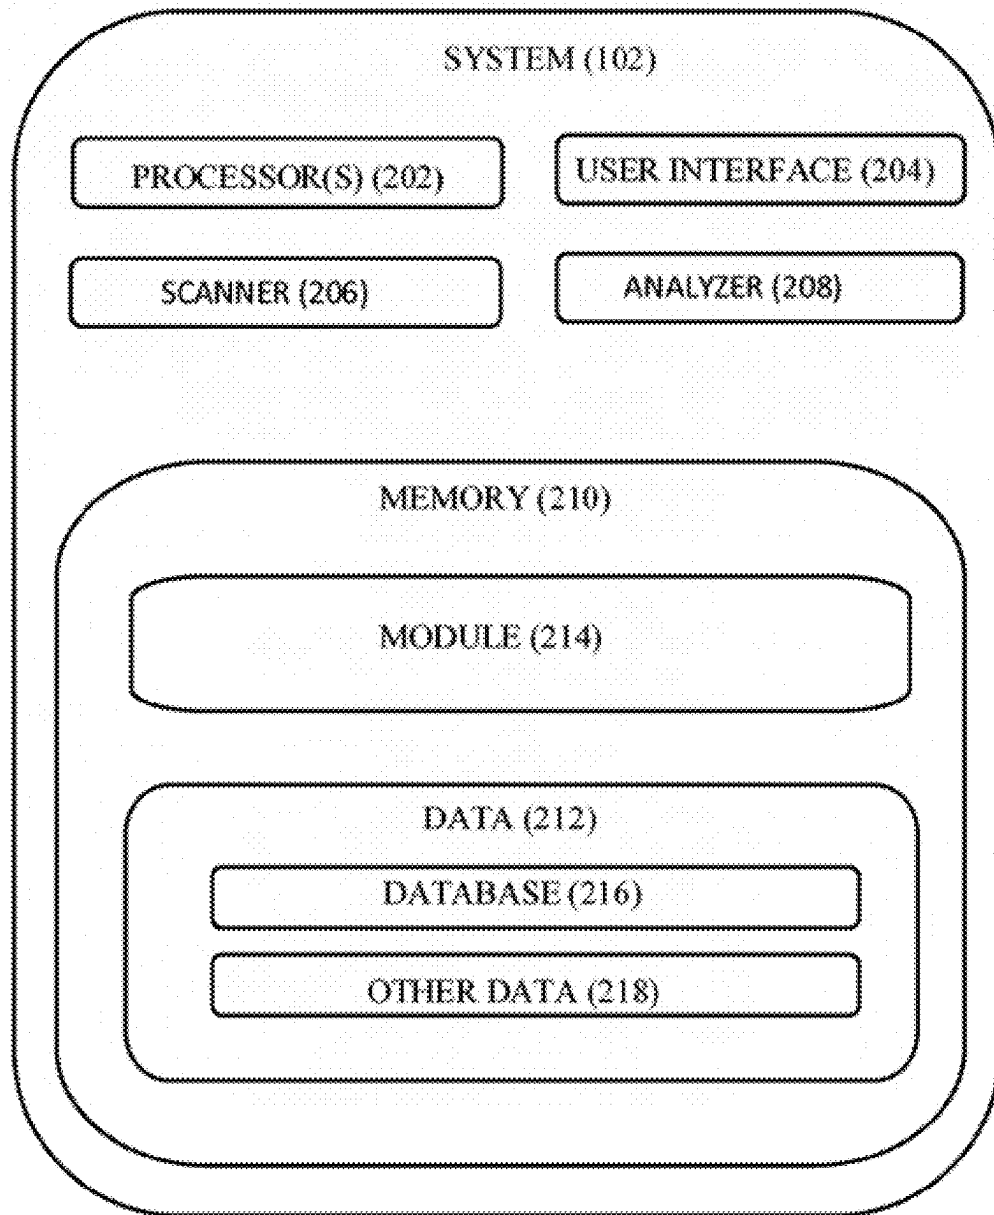 SYSTEM (102)
PROCESSOR(S) (202)
USER INTERFACE (204)
SCANNER (206)
ANALYZER (208)
MEMORY (210)
MODULE (214)
DATA (212)
DATABASE (216)
OTHER DATA (218)